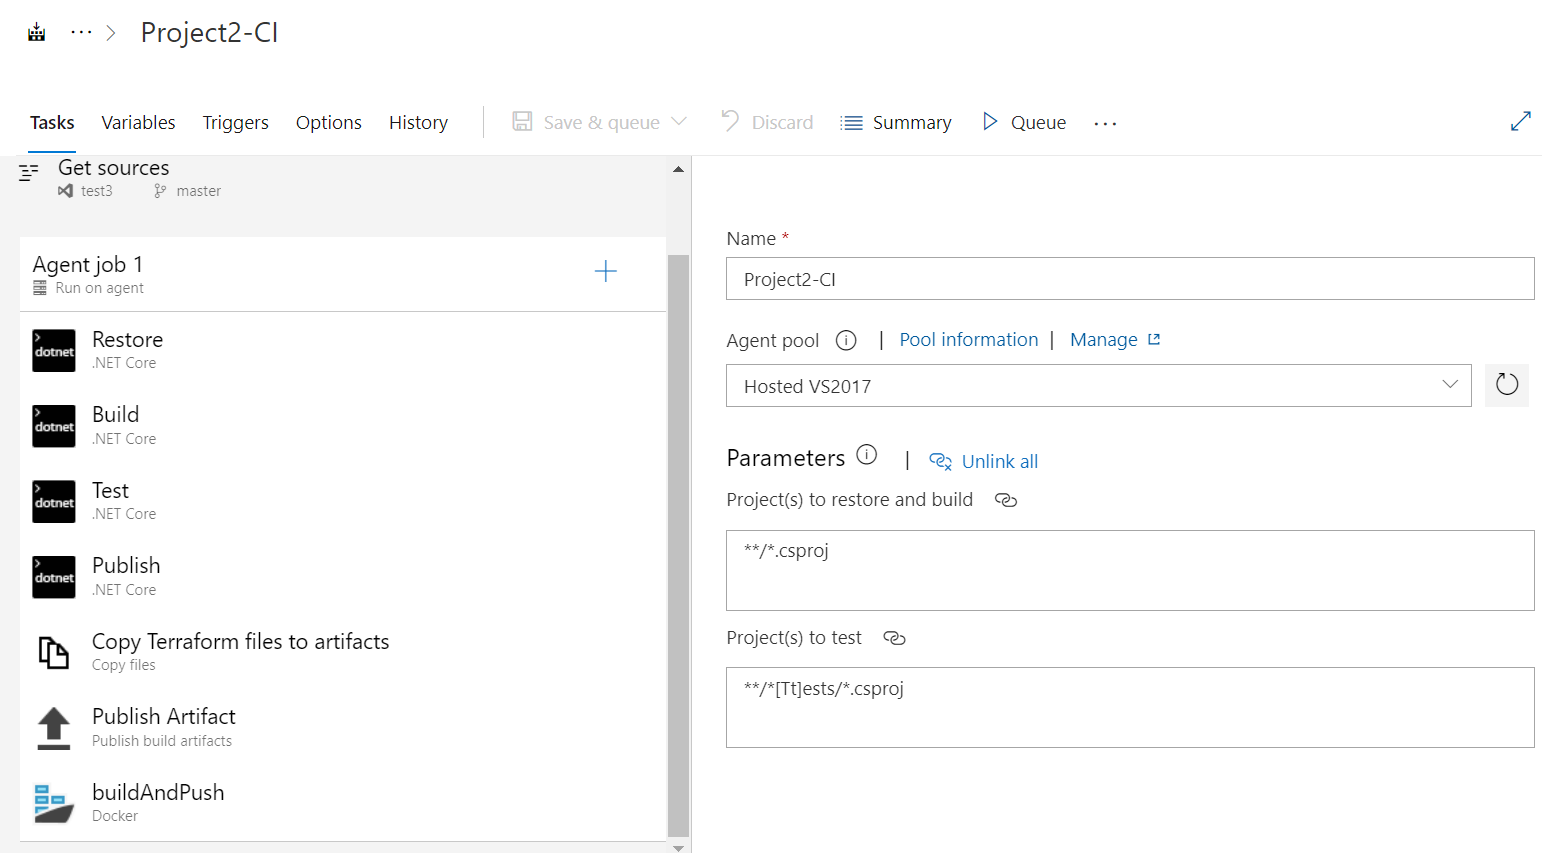 ... > Project2-CI
Tasks Variables Triggers Options History Save & queue Discard Summary Queue ...
Get sources
test3 master
Agent job 1
Run on agent
>
dotnet
Restore
.NET Core
>
dotnet
Build
.NET Core
>
dotnet
Test
.NET Core
>
dotnet
Publish
.NET Core
Copy Terraform files to artifacts
Copy files
Publish Artifact
Publish build artifacts
buildAndPush
Docker
Name *
Project2-CI
Agent pool | Pool information | Manage
Hosted VS2017
Parameters | Unlink all
Project(s) to restore and build
**/*.csproj
Project(s) to test
**/*[Tt]ests/*.csproj